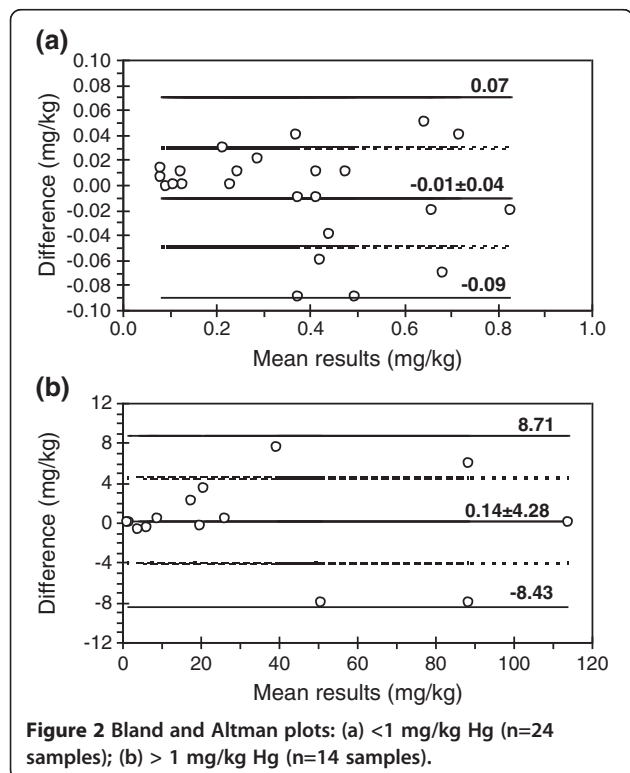 (a)
0.10
0.08
0.06
0.04
0.02
0.00
-0.02
-0.04
-0.06
-0.08
-0.10
Difference (mg/kg)
0.07
-0.01±0.04
-0.09
0.0 0.2 0.4 0.6 0.8 1.0
Mean results (mg/kg)
(b)
12
8
4
0
-4
-8
-12
Difference (mg/kg)
8.71
0.14±4.28
-8.43
0 20 40 60 80 100 120
Mean results (mg/kg)
Figure 2 Bland and Altman plots: (a) <1 mg/kg Hg (n=24
samples); (b) > 1 mg/kg Hg (n=14 samples).